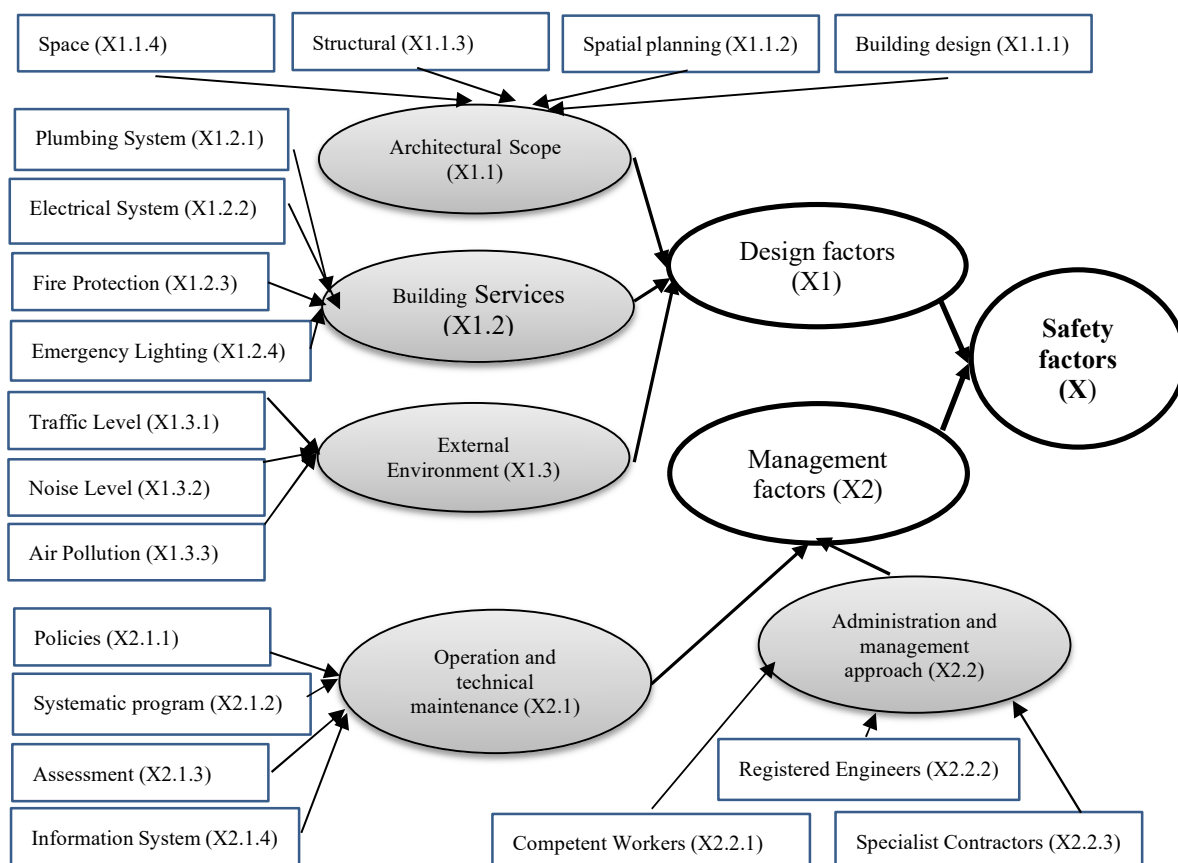 Space (X1.1.4)
Structural (X1.1.3)
Spatial planning (X1.1.2)
Building design (X1.1.1)
Plumbing System (X1.2.1)
Architectural Scope
(X1.1)
Electrical System (X1.2.2)
Design factors
(X1)
Fire Protection (X1.2.3)
Building Services
(X1.2)
Emergency Lighting (X1.2.4)
Safety
factors
(X)
Traffic Level (X1.3.1)
External
Environment (X1.3)
Noise Level (X1.3.2)
Management
factors (X2)
Air Pollution (X1.3.3)
Policies (X2.1.1)
Operation and
technical
maintenance (X2.1)
Administration and
management
approach (X2.2)
Systematic program (X2.1.2)
Assessment (X2.1.3)
Registered Engineers (X2.2.2)
Information System (X2.1.4)
Competent Workers (X2.2.1)
Specialist Contractors (X2.2.3)